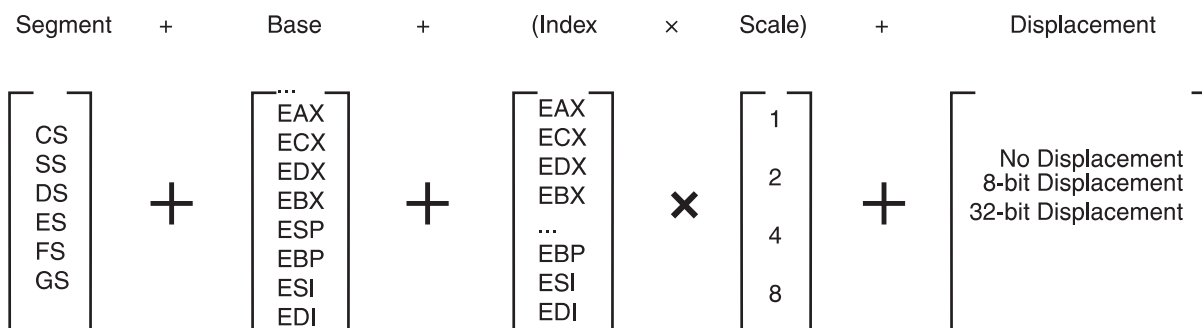 Segment + Base + (Index × Scale) + Displacement
CS
SS
DS
ES
FS
GS
+
...
EAX
ECX
EDX
EBX
ESP
EBP
ESI
EDI
+
EAX
ECX
EDX
EBX
...
EBP
ESI
EDI
×
1
2
4
8
+
No Displacement
8-bit Displacement
32-bit Displacement